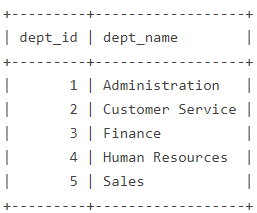 +---------+------------------+
| dept_id | dept_name        |
+---------+------------------+
|       1 | Administration   |
|       2 | Customer Service |
|       3 | Finance          |
|       4 | Human Resources  |
|       5 | Sales            |
+---------+------------------+